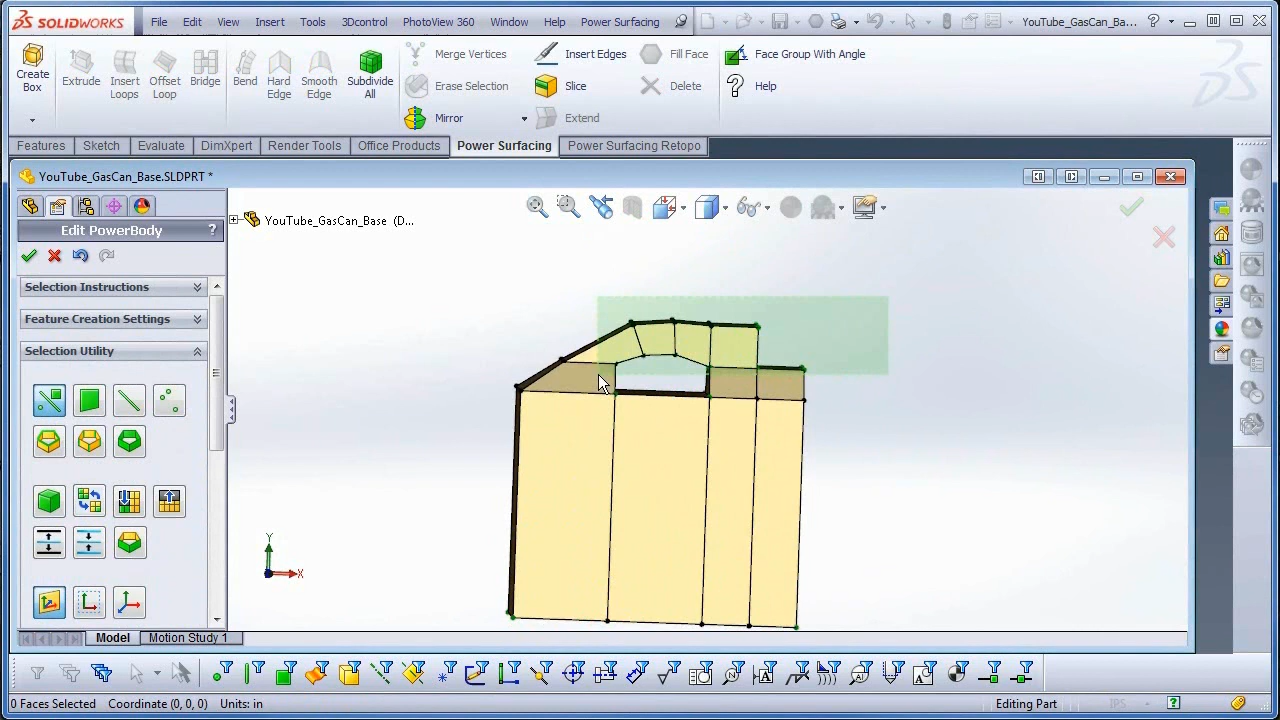 SOLIDWORKS File Edit View Insert Tools 3Dcontrol PhotoView 360 Window Help Power Surfacing YouTube_GasCan_Ba... ?
Create Box
Extrude
Insert Loops
Offset Loop
Bridge
Bend
Hard Edge
Smooth Edge
Subdivide All
Merge Vertices
Erase Selection
Mirror
Insert Edges
Slice
Extend
Fill Face
Delete
Face Group With Angle
? Help
Features Sketch Evaluate DimXpert Render Tools Office Products Power Surfacing Power Surfacing Retopo
YouTube_GasCan_Base.SLDPRT *
Edit PowerBody ?
YouTube_GasCan_Base (D...
Selection Instructions
Feature Creation Settings
Selection Utility
Y
X
Model Motion Study 1
0 Faces Selected Coordinate (0, 0, 0) Units: in Editing Part IPS ?